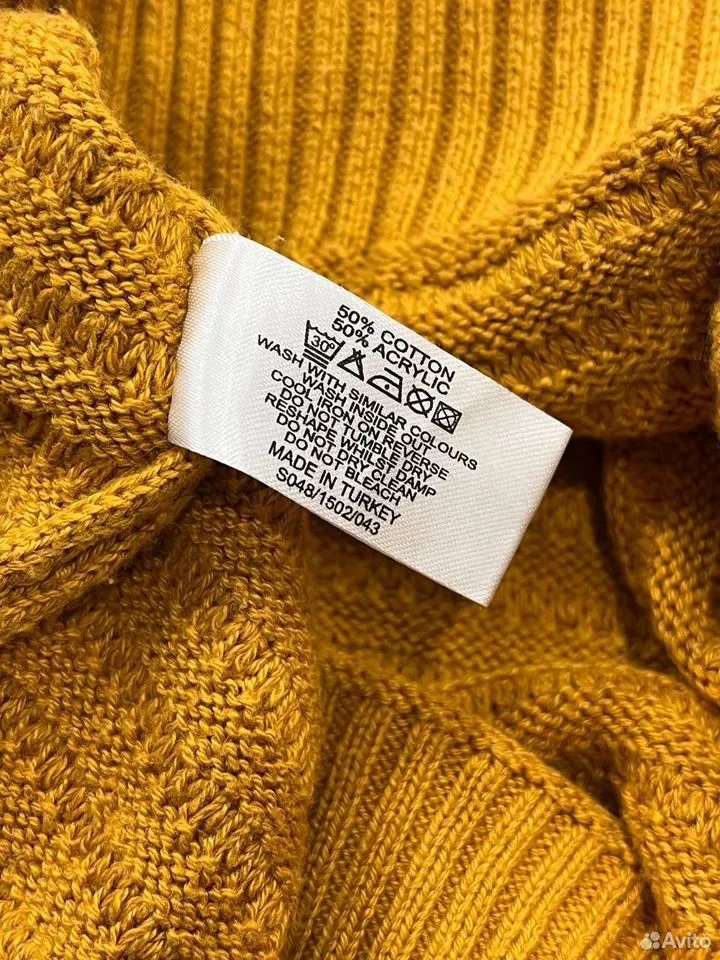 50% COTTON
50% ACRYLIC
30°
WASH WITH SIMILAR COLOURS
WASH INSIDE OUT
COOL IRON ON REVERSE
DO NOT TUMBLE DRY
RESHAPE WHILST DAMP
DO NOT DRY CLEAN
DO NOT BLEACH
MADE IN TURKEY
S048/1502/043
Avito